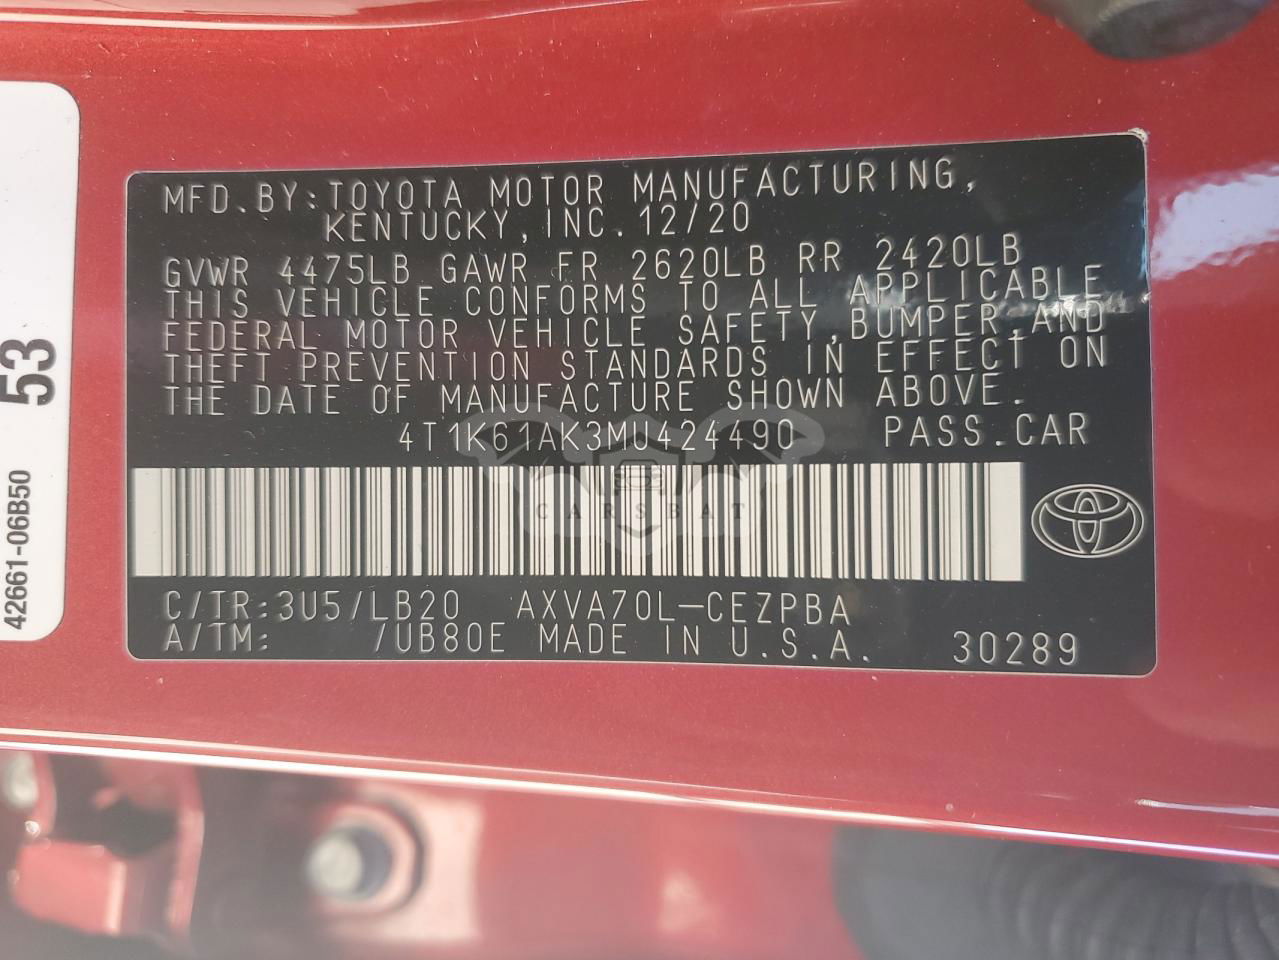 MFD.BY:TOYOTA MOTOR MANUFACTURING,
KENTUCKY,INC.12/20
GVWR 4475LB GAWR FR 2620LB RR 2420LB
THIS VEHICLE CONFORMS TO ALL APPLICABLE
FEDERAL MOTOR VEHICLE SAFETY,BUMPER,AND
THEFT PREVENTION STANDARDS IN EFFECT ON
THE DATE OF MANUFACTURE SHOWN ABOVE.
4T1K61AK3MU424490 PASS.CAR
CARSBAT
C/TR:3U5/LB20 AXVA70L-CEZPBA
A/TM: /UB80E MADE IN U.S.A. 30289
53
42661-06B50